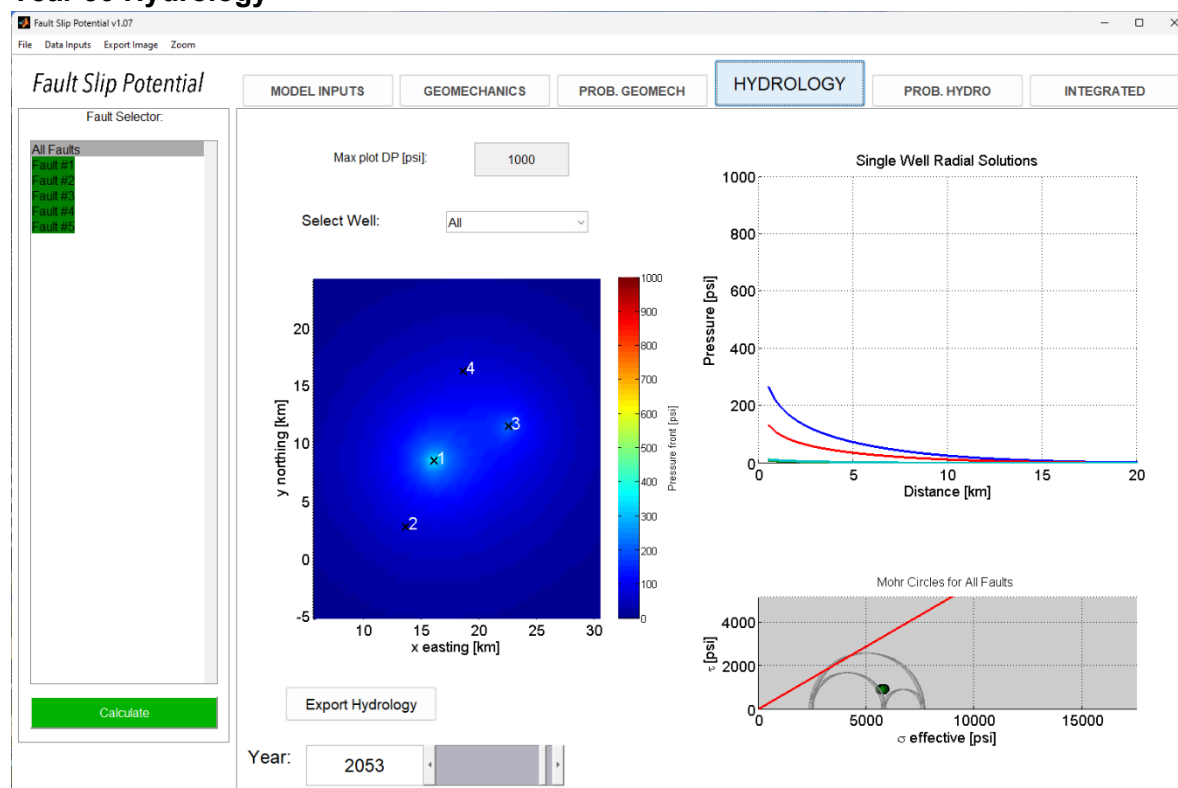 Year 30 Hydrology
Fault Slip Potential v1.07
File Data Inputs Export Image Zoom
Fault Slip Potential
MODEL INPUTS GEOMECHANICS PROB. GEOMECH HYDROLOGY PROB. HYDRO INTEGRATED
Fault Selector:
All Faults
Fault #1
Fault #2
Fault #3
Fault #4
Fault #5
Calculate
Max plot DP [psi]: 1000
Select Well: All
20
15
10
5
0
-5
y northing [km]
10 15 20 25 30
x easting [km]
1
2
3
4
1000
900
800
700
600
500
400
300
200
100
0
Pressure front [psi]
Export Hydrology
Year: 2053
Single Well Radial Solutions
1000
800
600
400
200
0
Pressure [psi]
0 5 10 15 20
Distance [km]
Mohr Circles for All Faults
4000
2000
0
τ [psi]
0 5000 10000 15000
σ effective [psi]